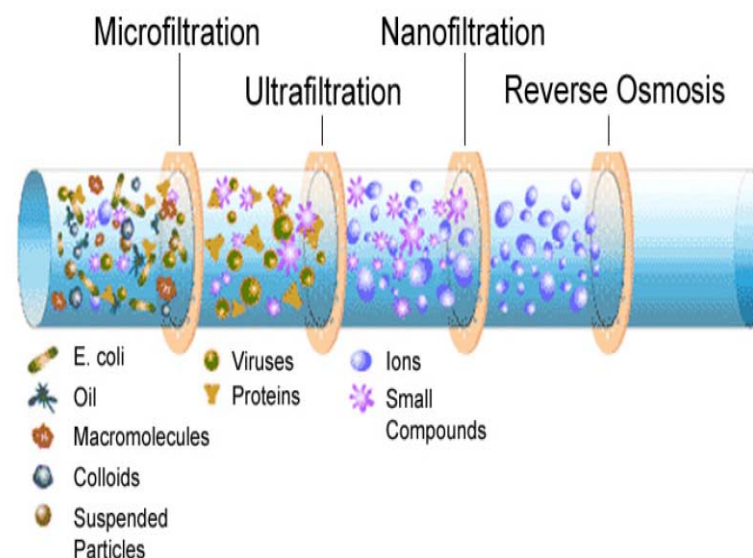 Microfiltration
Nanofiltration
Ultrafiltration
Reverse Osmosis
E. coli
Oil
Macromolecules
Colloids
Suspended
Particles
Viruses
Proteins
Ions
Small
Compounds